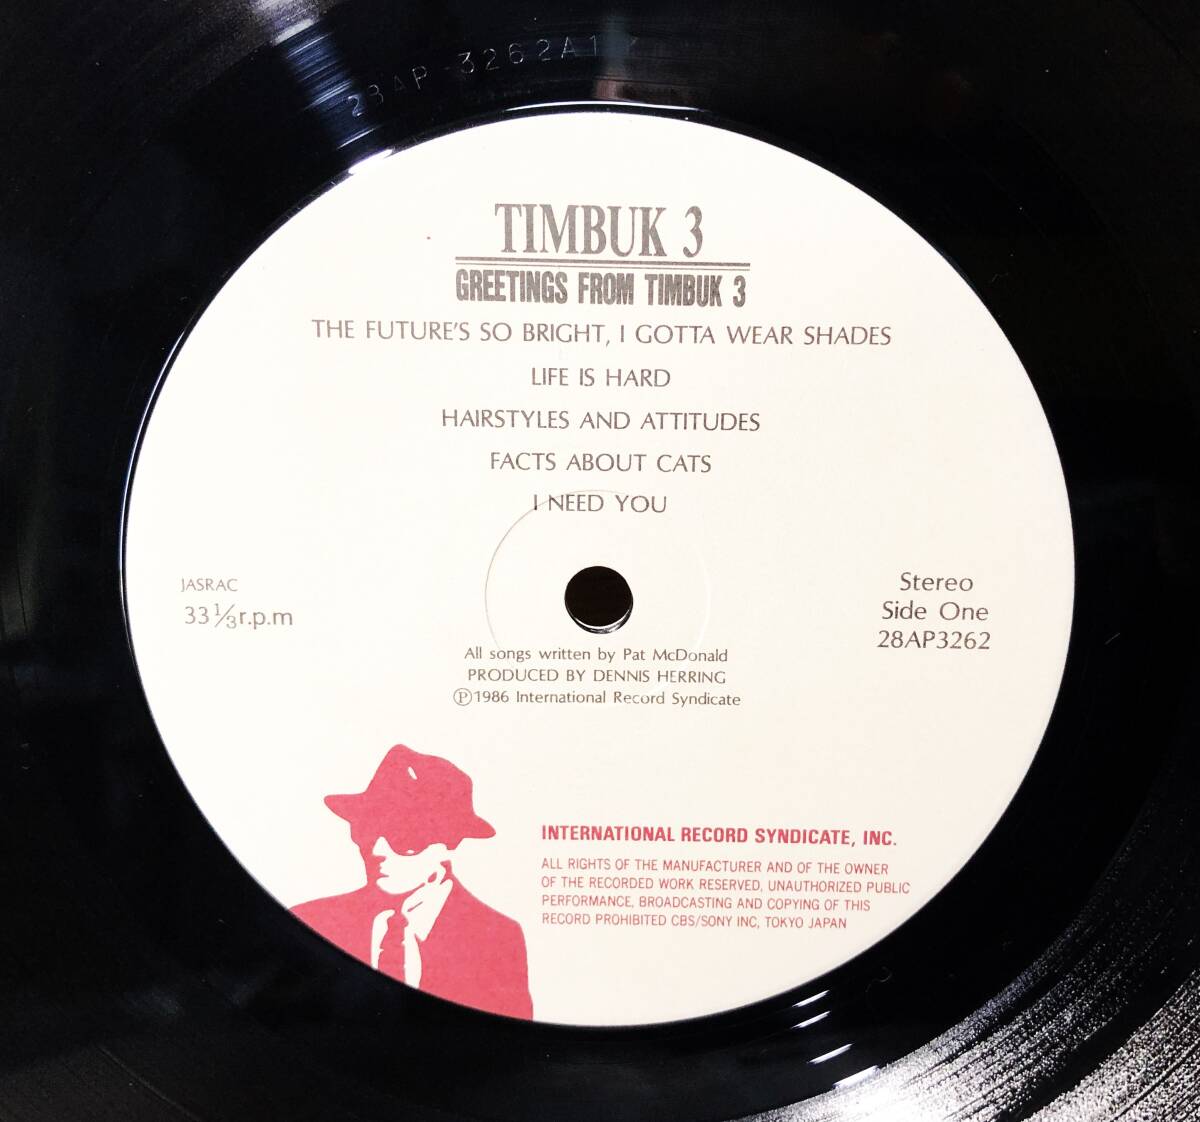 28AP 3262A1
TIMBUK 3
GREETINGS FROM TIMBUK 3
THE FUTURE'S SO BRIGHT, I GOTTA WEAR SHADES
LIFE IS HARD
HAIRSTYLES AND ATTITUDES
FACTS ABOUT CATS
I NEED YOU
JASRAC
33 1/3 r.p.m
Stereo
Side One
28AP3262
All songs written by Pat McDonald
PRODUCED BY DENNIS HERRING
Ⓟ1986 International Record Syndicate
INTERNATIONAL RECORD SYNDICATE, INC.
ALL RIGHTS OF THE MANUFACTURER AND OF THE OWNER
OF THE RECORDED WORK RESERVED, UNAUTHORIZED PUBLIC
PERFORMANCE, BROADCASTING AND COPYING OF THIS
RECORD PROHIBITED CBS/SONY INC, TOKYO JAPAN